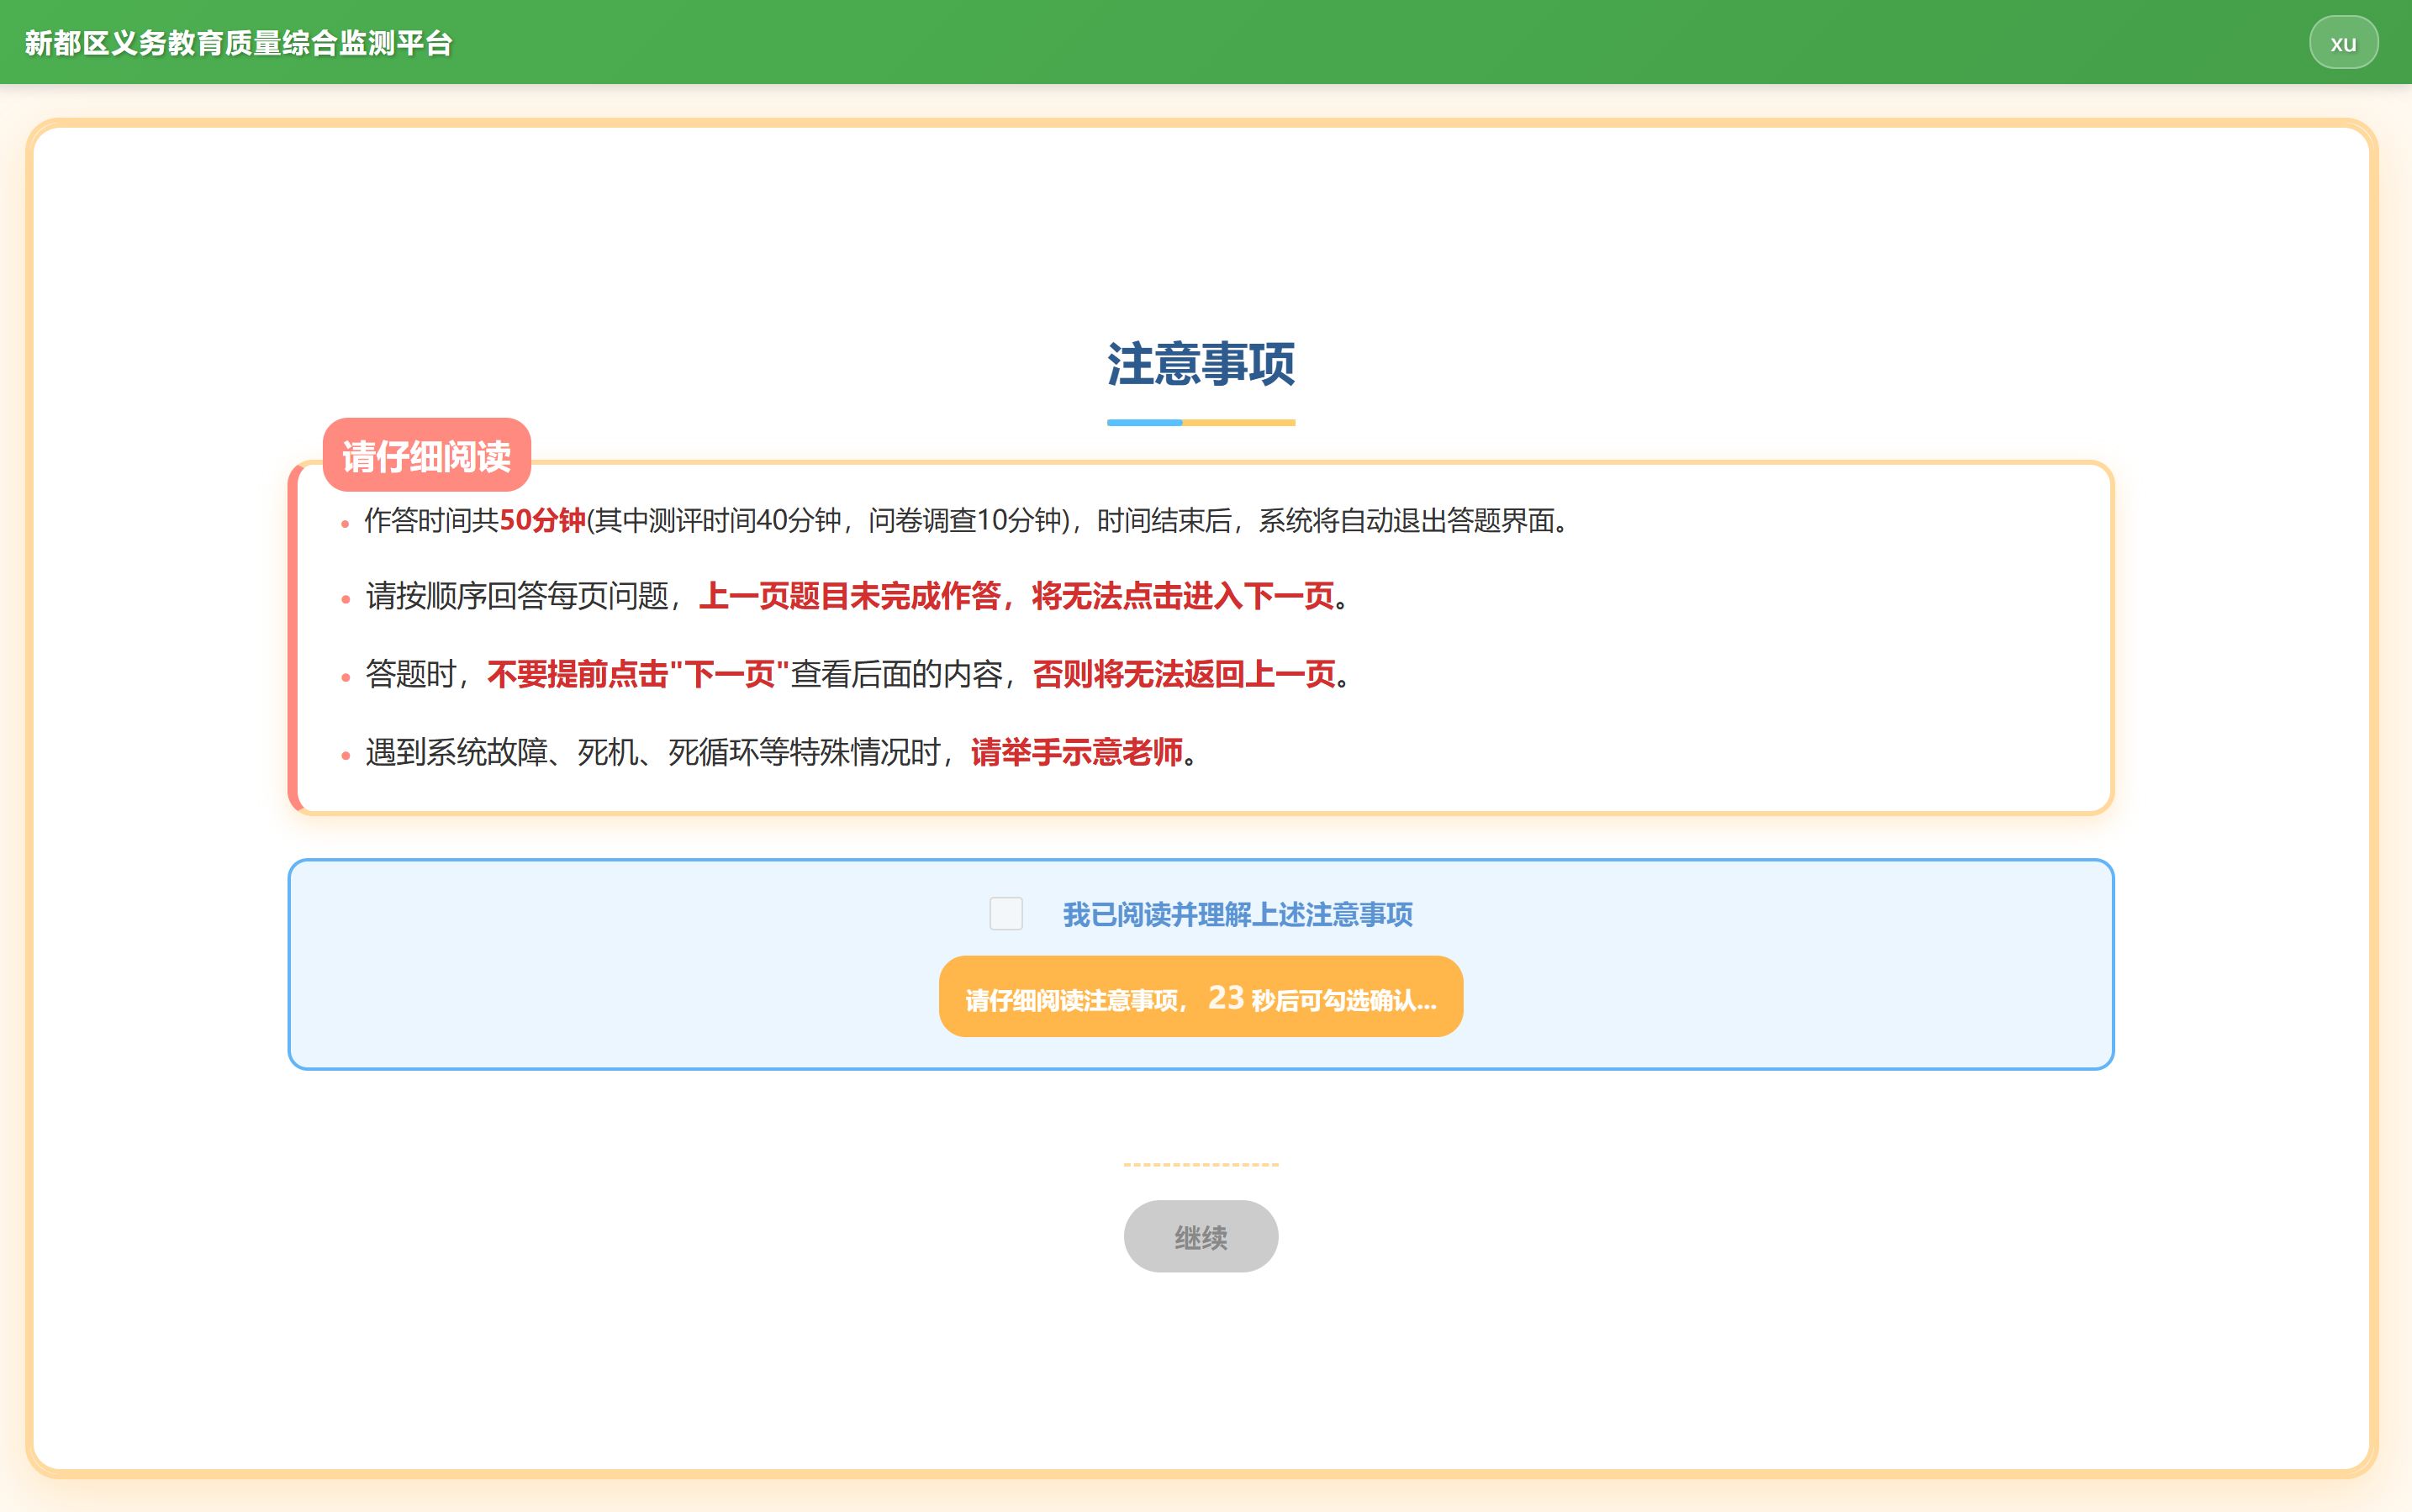 新都区义务教育质量综合监测平台
xu
注意事项
请仔细阅读
作答时间共50分钟(其中测评时间40分钟，问卷调查10分钟)，时间结束后，系统将自动退出答题界面。
请按顺序回答每页问题，上一页题目未完成作答，将无法点击进入下一页。
答题时，不要提前点击"下一页"查看后面的内容，否则将无法返回上一页。
遇到系统故障、死机、死循环等特殊情况时，请举手示意老师。
我已阅读并理解上述注意事项
请仔细阅读注意事项， 23 秒后可勾选确认...
继续